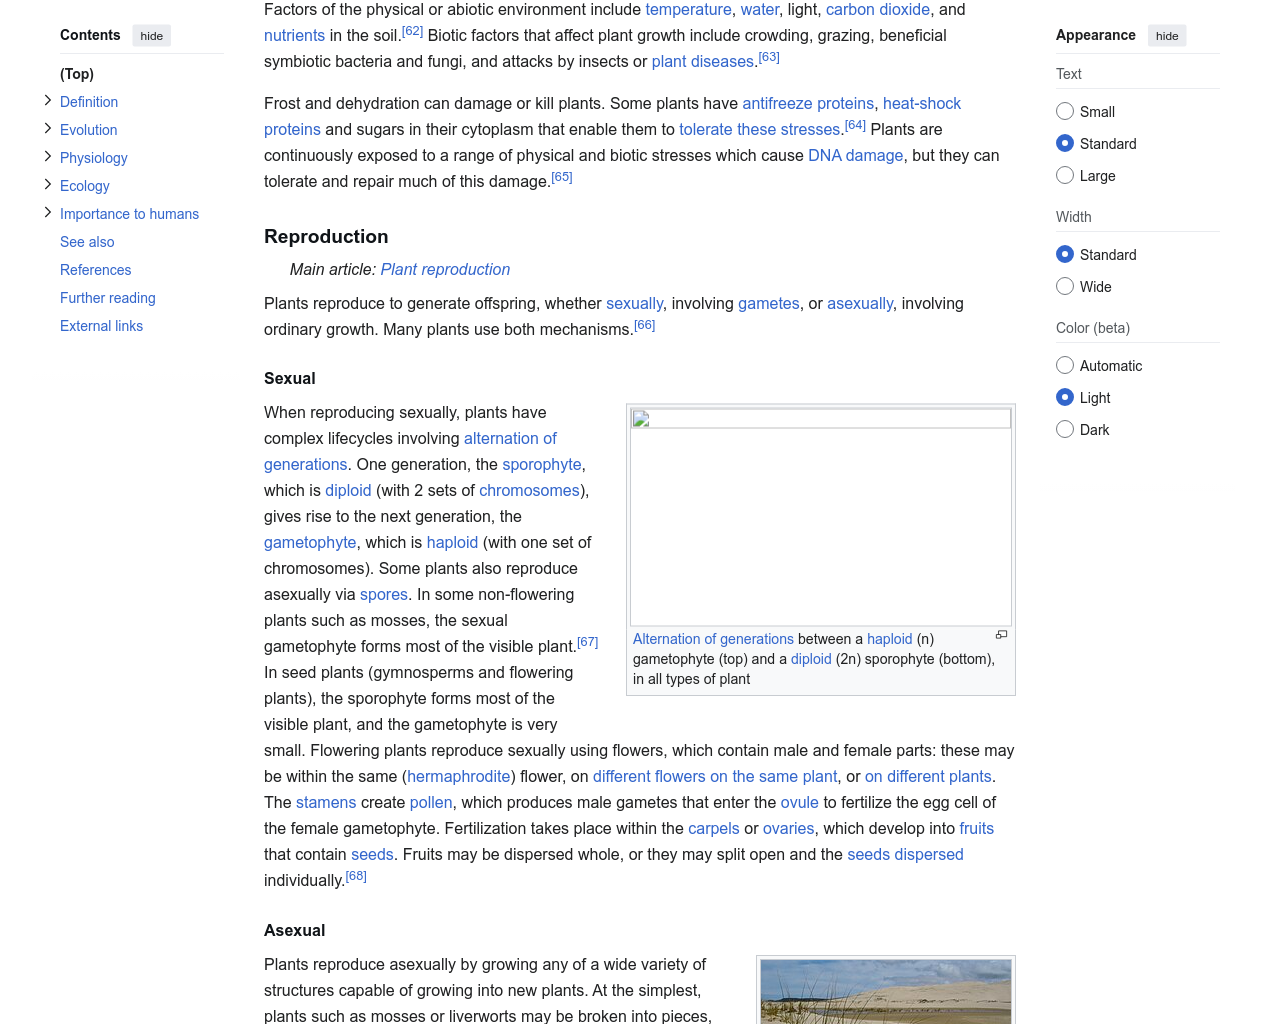 Contents hide
(Top)
Definition
Evolution
Physiology
Ecology
Importance to humans
See also
References
Further reading
External links
Factors of the physical or abiotic environment include temperature, water, light, carbon dioxide, and
nutrients in the soil.[62] Biotic factors that affect plant growth include crowding, grazing, beneficial
symbiotic bacteria and fungi, and attacks by insects or plant diseases.[63]
Frost and dehydration can damage or kill plants. Some plants have antifreeze proteins, heat-shock
proteins and sugars in their cytoplasm that enable them to tolerate these stresses.[64] Plants are
continuously exposed to a range of physical and biotic stresses which cause DNA damage, but they can
tolerate and repair much of this damage.[65]
Reproduction
Main article: Plant reproduction
Plants reproduce to generate offspring, whether sexually, involving gametes, or asexually, involving
ordinary growth. Many plants use both mechanisms.[66]
Sexual
When reproducing sexually, plants have
complex lifecycles involving alternation of
generations. One generation, the sporophyte,
which is diploid (with 2 sets of chromosomes),
gives rise to the next generation, the
gametophyte, which is haploid (with one set of
chromosomes). Some plants also reproduce
asexually via spores. In some non-flowering
plants such as mosses, the sexual
gametophyte forms most of the visible plant.[67]
In seed plants (gymnosperms and flowering
plants), the sporophyte forms most of the
visible plant, and the gametophyte is very
small. Flowering plants reproduce sexually using flowers, which contain male and female parts: these may
be within the same (hermaphrodite) flower, on different flowers on the same plant, or on different plants.
The stamens create pollen, which produces male gametes that enter the ovule to fertilize the egg cell of
the female gametophyte. Fertilization takes place within the carpels or ovaries, which develop into fruits
that contain seeds. Fruits may be dispersed whole, or they may split open and the seeds dispersed
individually.[68]
Alternation of generations between a haploid (n)
gametophyte (top) and a diploid (2n) sporophyte (bottom),
in all types of plant
Asexual
Plants reproduce asexually by growing any of a wide variety of
structures capable of growing into new plants. At the simplest,
plants such as mosses or liverworts may be broken into pieces,
Appearance hide
Text
Small
Standard
Large
Width
Standard
Wide
Color (beta)
Automatic
Light
Dark